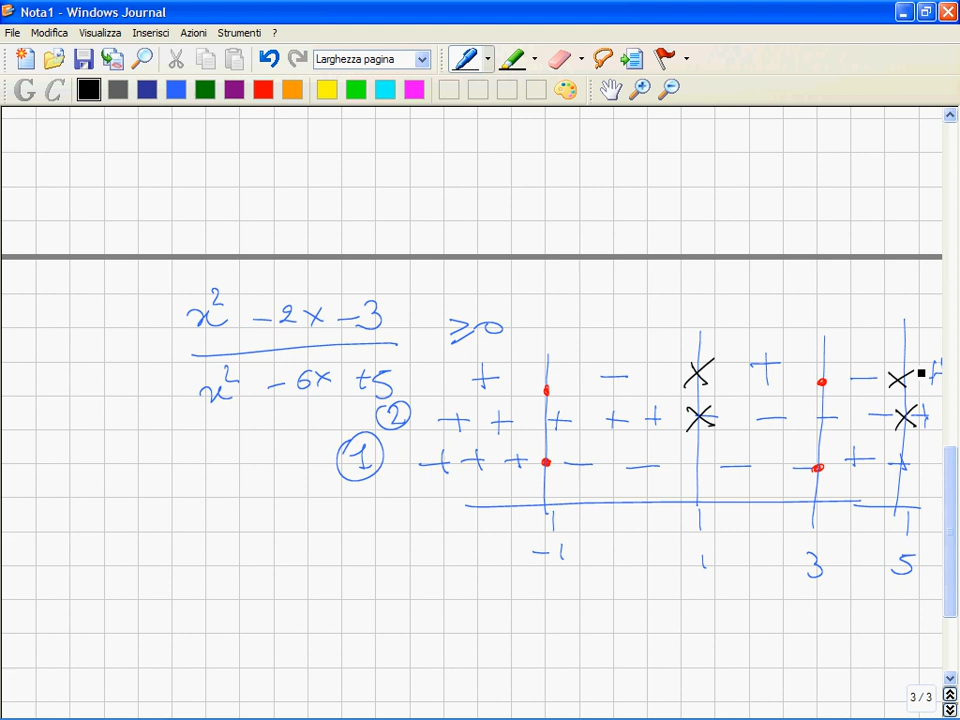 Nota1 - Windows Journal
File Modifica Visualizza Inserisci Azioni Strumenti ?
Larghezza pagina
G C
x² - 2x - 3 ≥ 0
x² - 6x + 5 + - × + - × +
② + + + + + × - - - × +
① + + + - - - - + +
-1 1 3 5
3 / 3